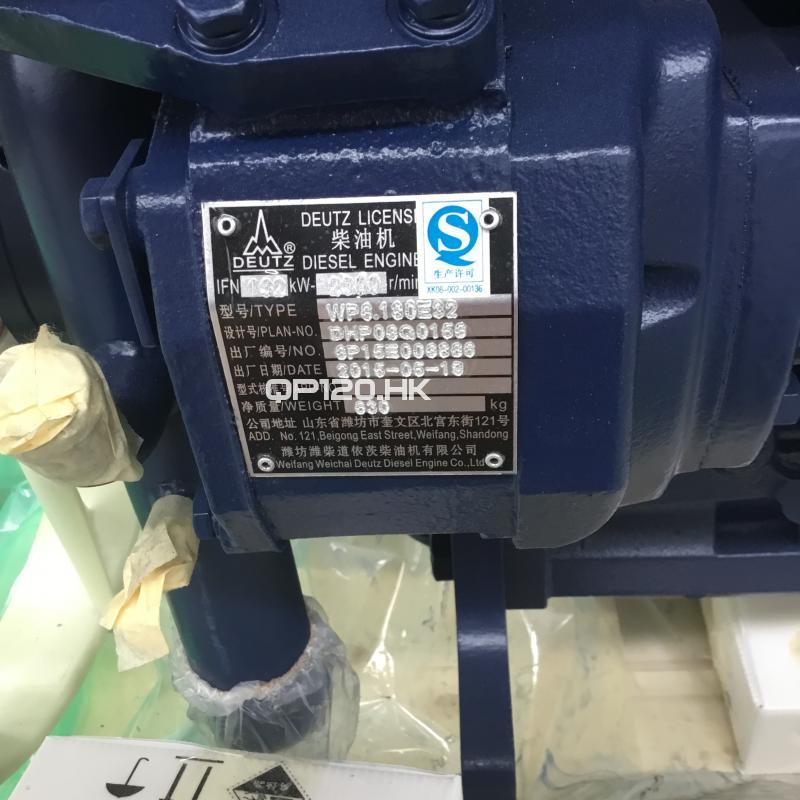 DEUTZ LICENSE
柴油机
DEUTZ®
DIESEL ENGINE
生产许可
XK06-002-00136
IFN kW- r/min
型号/TYPE WP6.180E32
设计号/PLAN-NO. DHP06Q0156
出厂编号/NO. 6P15E006866
出厂日期/DATE 2015-05-18
QP120.HK
净质量/WEIGHT 630 kg
公司地址 山东省潍坊市奎文区北宫东街121号
ADD. No.121,Beigong East Street,Weifang,Shandong
潍坊潍柴道依茨柴油机有限公司
Weifang Weichai Deutz Diesel Engine Co.,Ltd